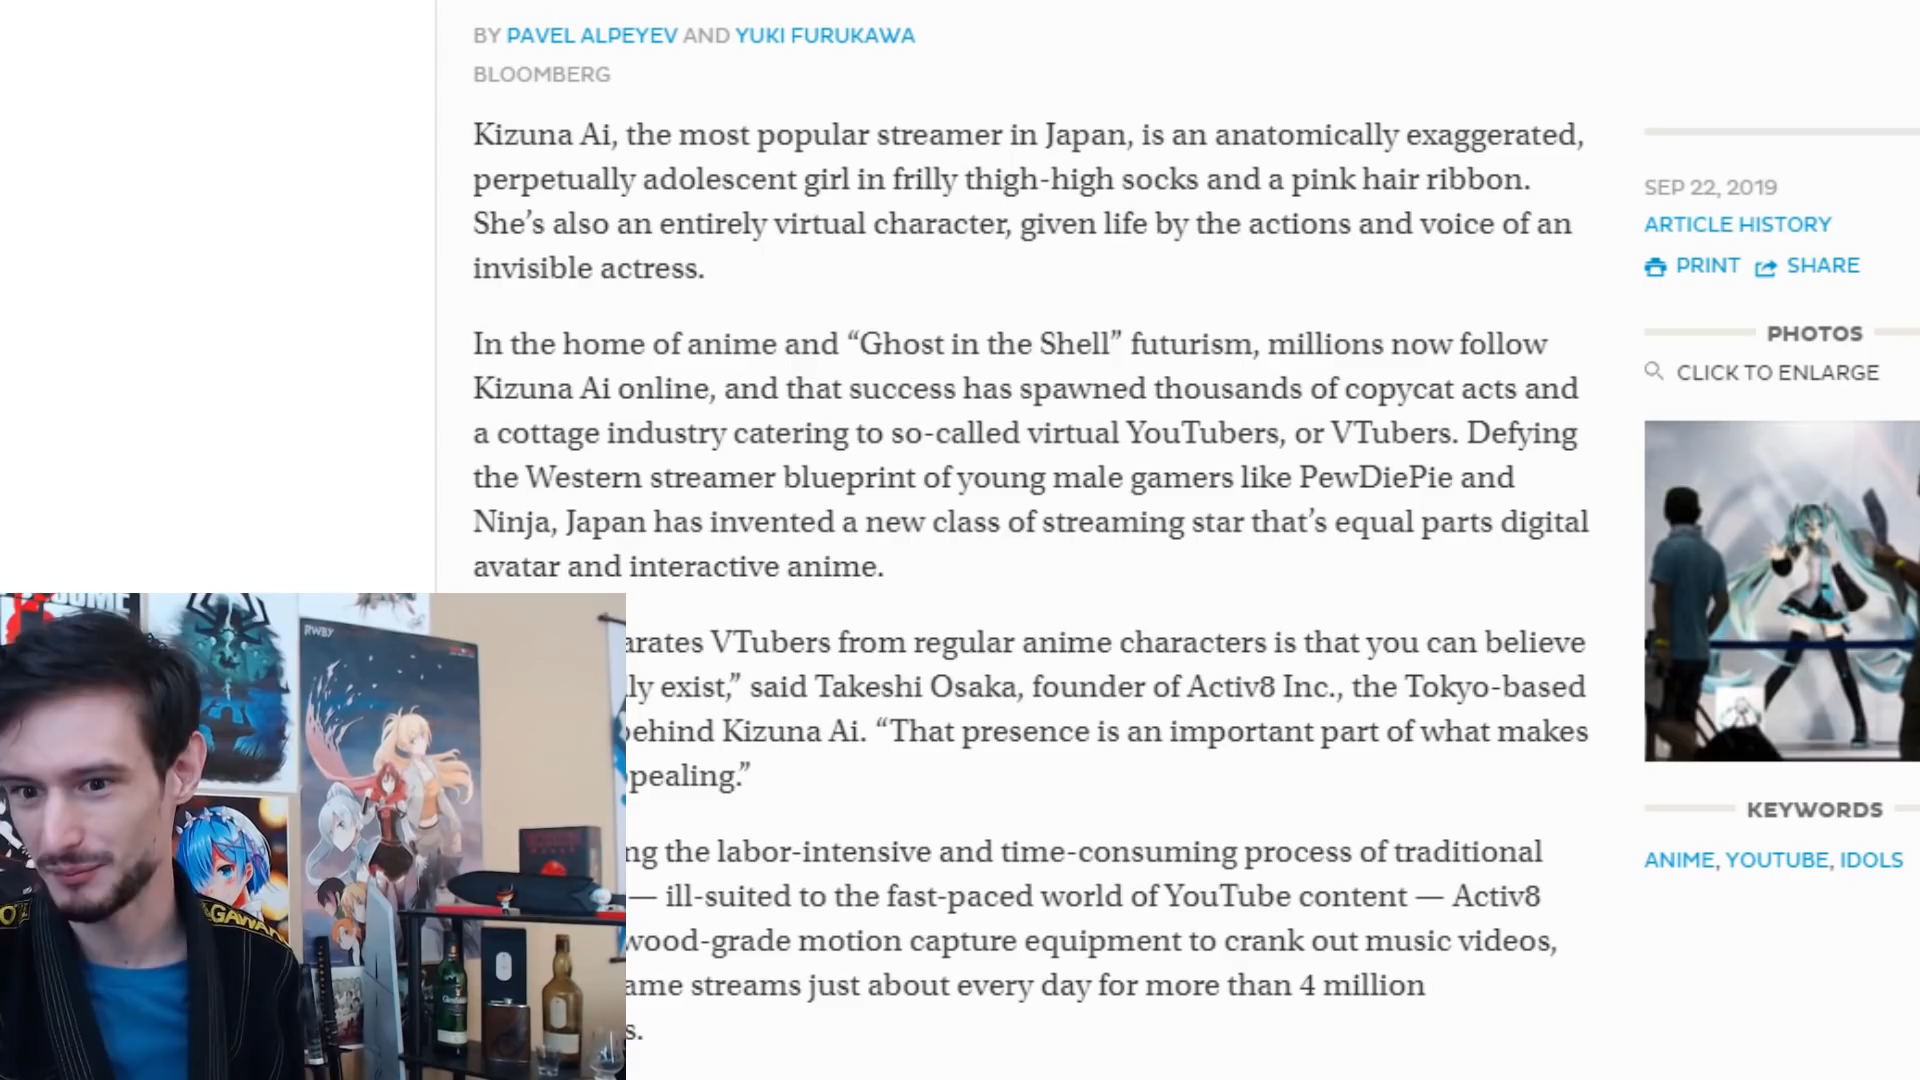 BY PAVEL ALPEYEV AND YUKI FURUKAWA
BLOOMBERG
Kizuna Ai, the most popular streamer in Japan, is an anatomically exaggerated,
perpetually adolescent girl in frilly thigh-high socks and a pink hair ribbon.
She’s also an entirely virtual character, given life by the actions and voice of an
invisible actress.
In the home of anime and “Ghost in the Shell” futurism, millions now follow
Kizuna Ai online, and that success has spawned thousands of copycat acts and
a cottage industry catering to so-called virtual YouTubers, or VTubers. Defying
the Western streamer blueprint of young male gamers like PewDiePie and
Ninja, Japan has invented a new class of streaming star that’s equal parts digital
avatar and interactive anime.
arates VTubers from regular anime characters is that you can believe
ly exist,” said Takeshi Osaka, founder of Activ8 Inc., the Tokyo-based
behind Kizuna Ai. “That presence is an important part of what makes
pealing.”
ng the labor-intensive and time-consuming process of traditional
— ill-suited to the fast-paced world of YouTube content — Activ8
wood-grade motion capture equipment to crank out music videos,
ame streams just about every day for more than 4 million
s.
SEP 22, 2019
ARTICLE HISTORY
PRINT SHARE
PHOTOS
CLICK TO ENLARGE
KEYWORDS
ANIME, YOUTUBE, IDOLS
RWBY